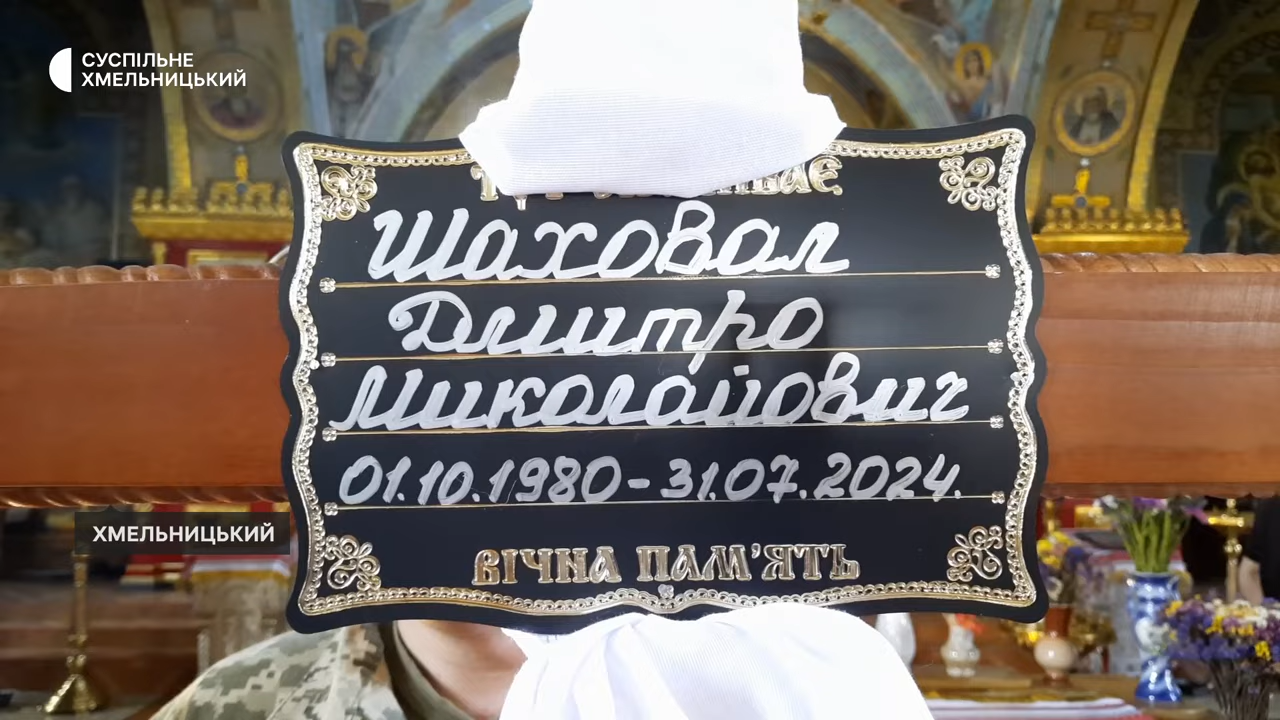 СУСПІЛЬНЕ
ХМЕЛЬНИЦЬКИЙ
Шаховал
Дмитро
Миколайович
01.10.1980-31.07.2024.
ХМЕЛЬНИЦЬКИЙ
ВІЧНА ПАМ'ЯТЬ